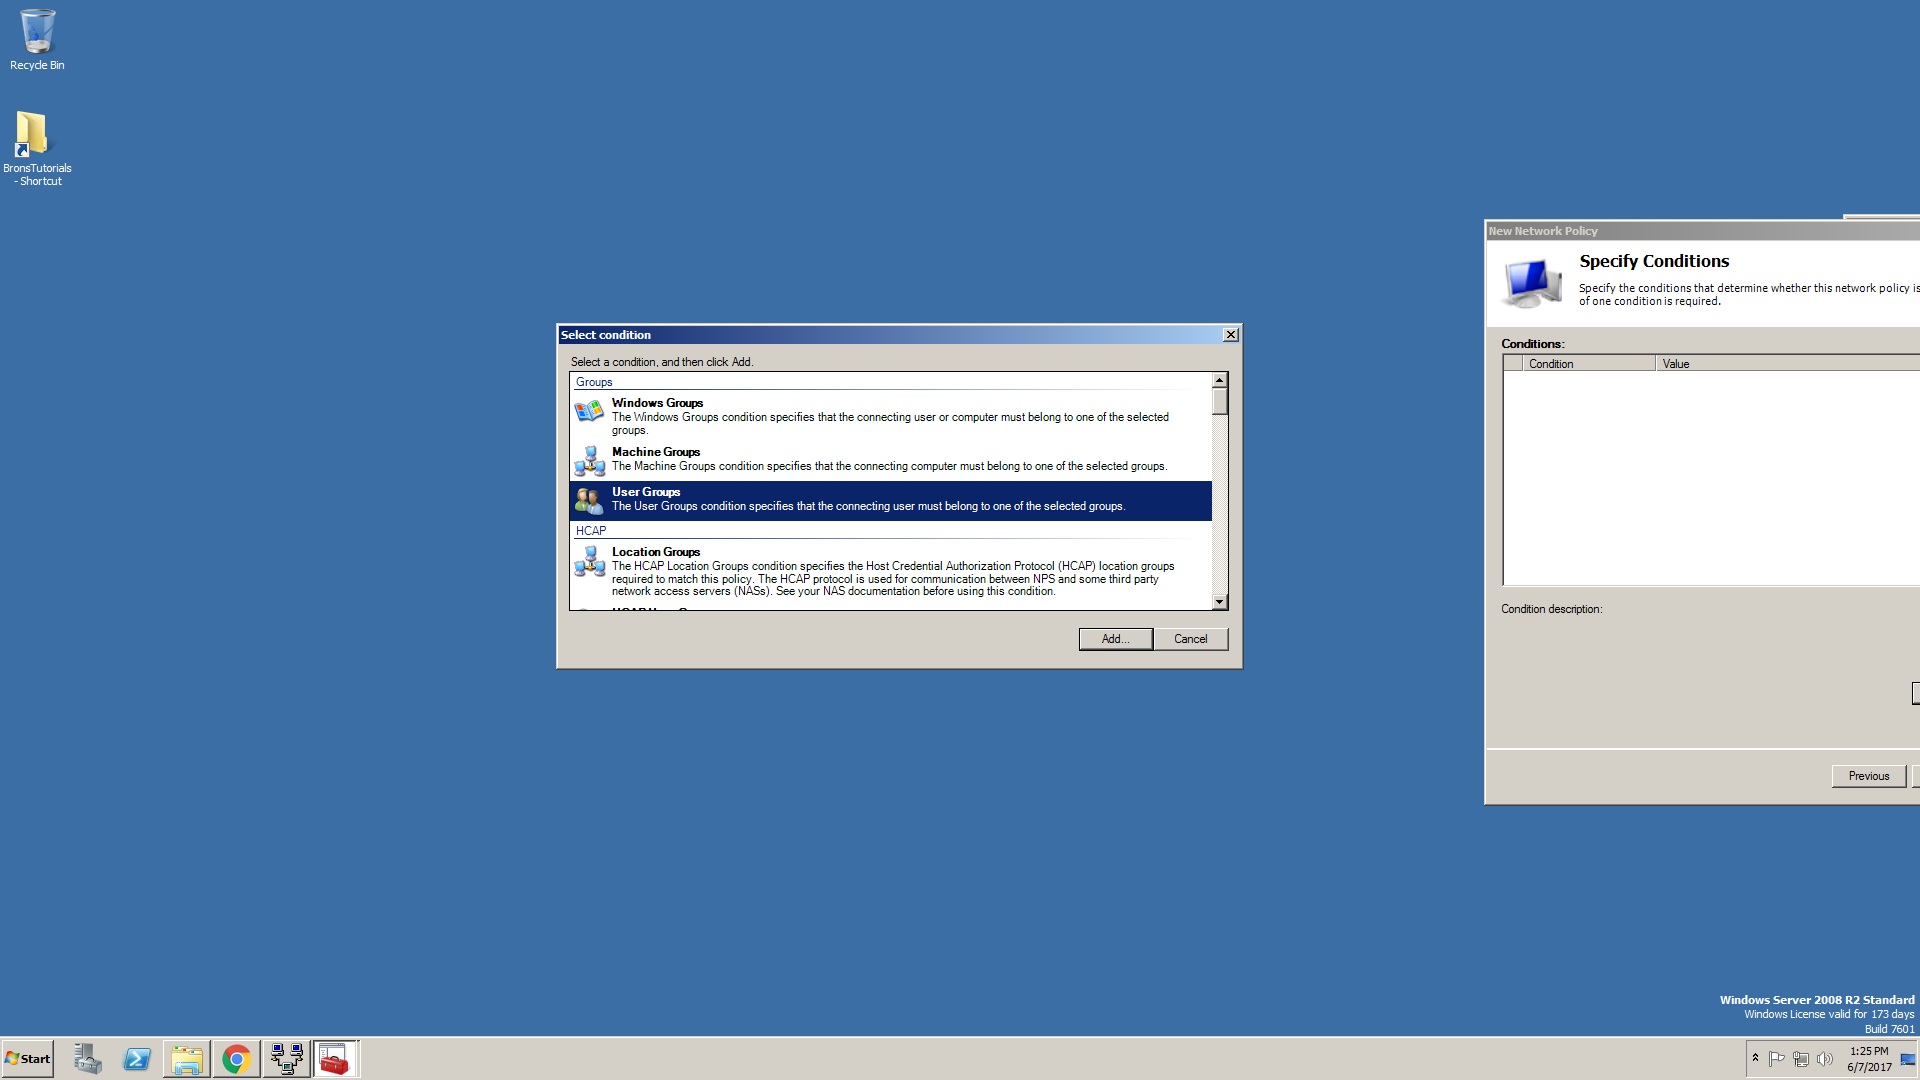 Recycle Bin
BronsTutorials
- Shortcut
New Network Policy
Specify Conditions
Specify the conditions that determine whether this network policy is
of one condition is required.
Conditions:
Condition
Value
Condition description:
Previous
Select condition
Select a condition, and then click Add.
Groups
Windows Groups
The Windows Groups condition specifies that the connecting user or computer must belong to one of the selected
groups.
Machine Groups
The Machine Groups condition specifies that the connecting computer must belong to one of the selected groups.
User Groups
The User Groups condition specifies that the connecting user must belong to one of the selected groups.
HCAP
Location Groups
The HCAP Location Groups condition specifies the Host Credential Authorization Protocol (HCAP) location groups
required to match this policy. The HCAP protocol is used for communication between NPS and some third party
network access servers (NASs). See your NAS documentation before using this condition.
Add...
Cancel
Windows Server 2008 R2 Standard
Windows License valid for 173 days
Build 7601
Start
1:25 PM
6/7/2017